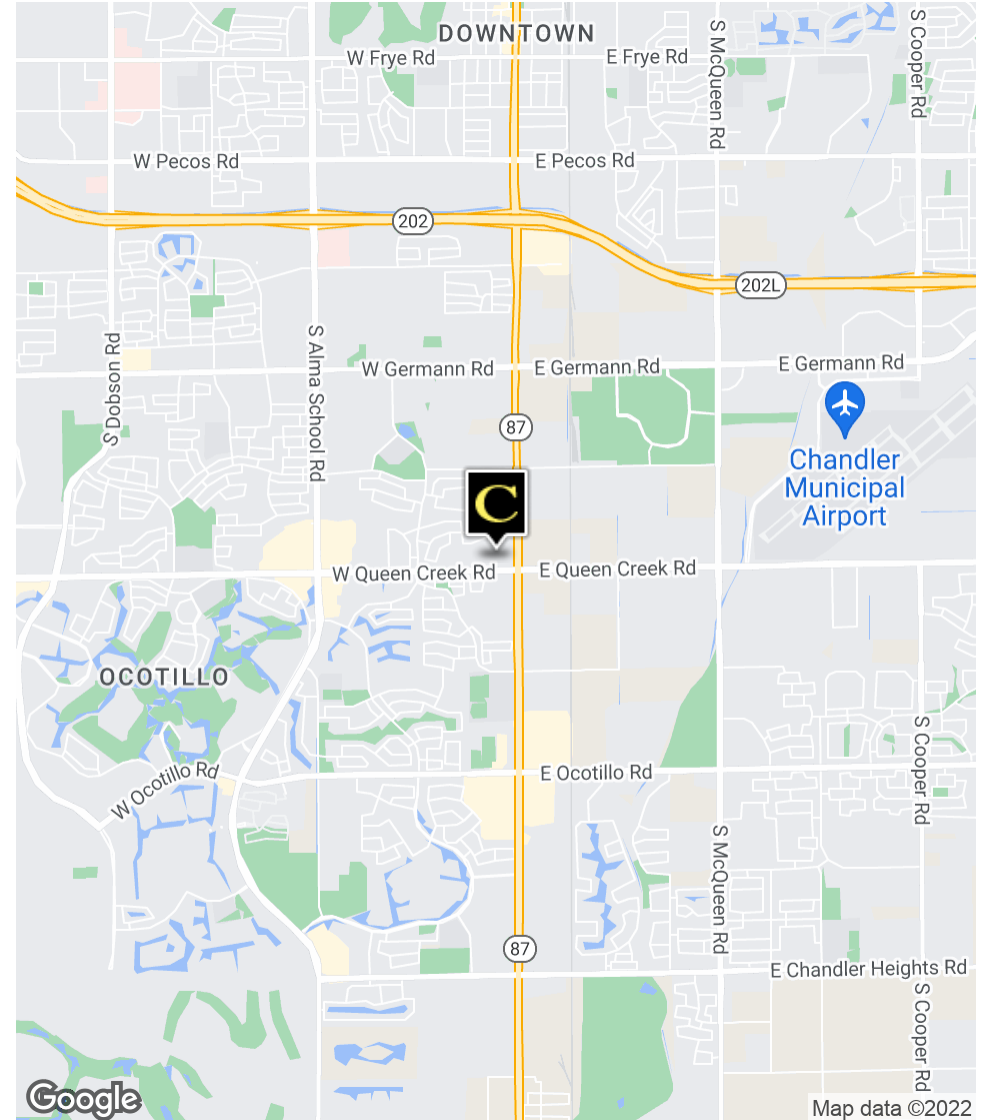 DOWNTOWN
W Frye Rd
E Frye Rd
S McQueen Rd
S Cooper Rd
W Pecos Rd
E Pecos Rd
202
202L
S Dobson Rd
S Alma School Rd
W Germann Rd
E Germann Rd
E Germann Rd
87
Chandler
Municipal
Airport
C
W Queen Creek Rd
E Queen Creek Rd
OCOTILLO
W Ocotillo Rd
E Ocotillo Rd
S Cooper Rd
S McQueen Rd
87
E Chandler Heights Rd
S Cooper Rd
Google
Map data ©2022